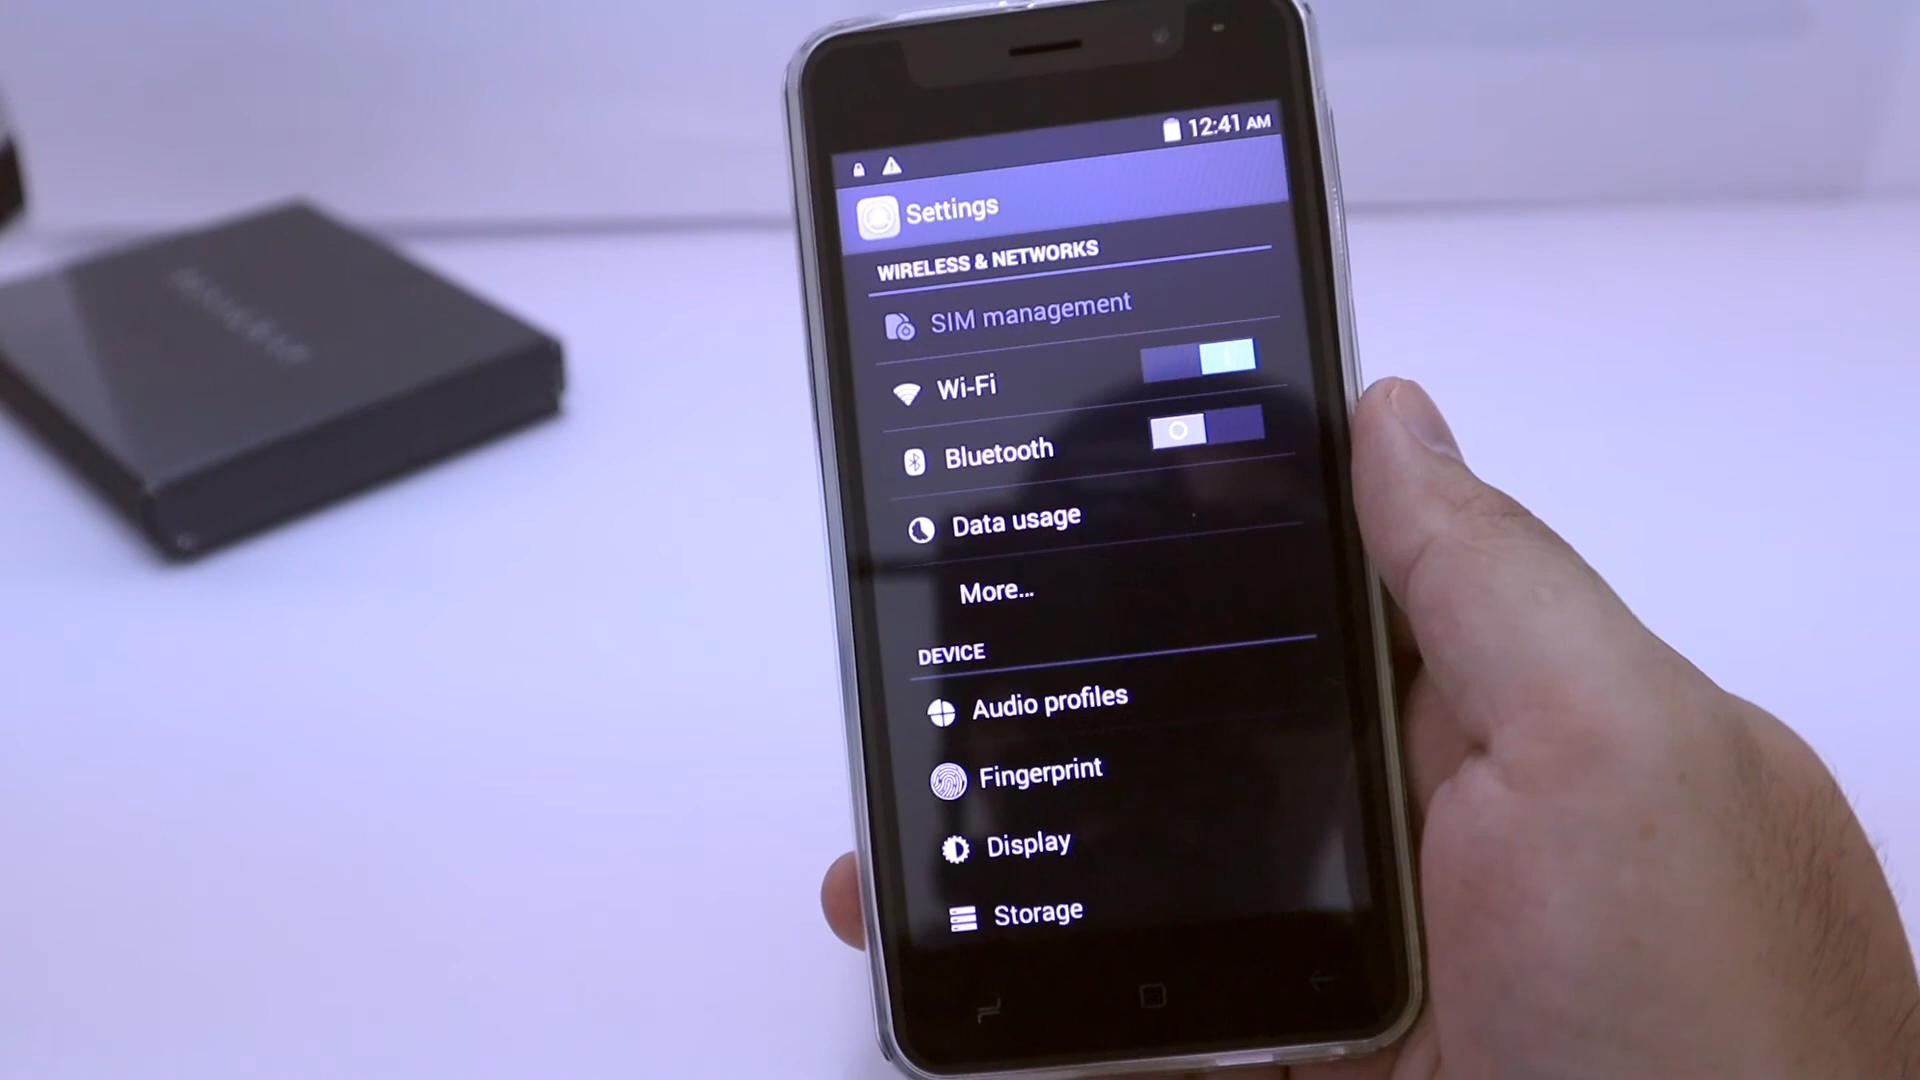 12:41 AM
Settings
WIRELESS & NETWORKS
SIM management
Wi-Fi
Bluetooth
Data usage
More...
DEVICE
Audio profiles
Fingerprint
Display
Storage